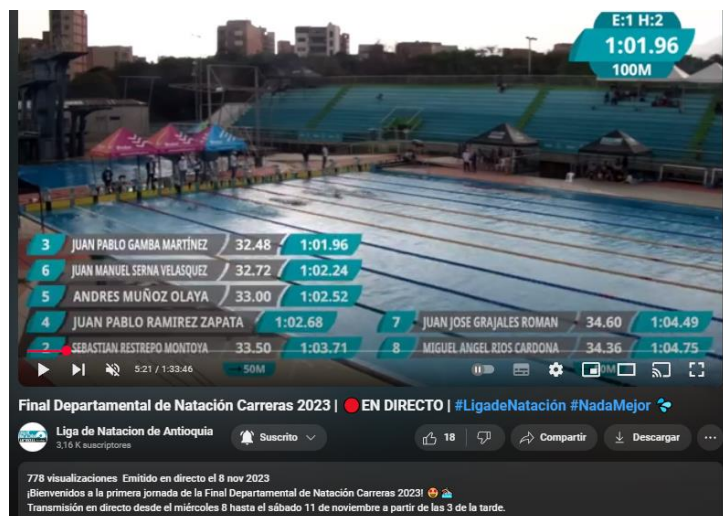 E:1 H:2
1:01.96
100M
3 JUAN PABLO GAMBA MARTÍNEZ 32.48 1:01.96
6 JUAN MANUEL SERNA VELASQUEZ 32.72 1:02.24
5 ANDRES MUÑOZ OLAYA 33.00 1:02.52
4 JUAN PABLO RAMIREZ ZAPATA 1:02.68
7 JUAN JOSE GRAJALES ROMAN 34.60 1:04.49
2 SEBASTIAN RESTREPO MONTOYA 33.50 1:03.71
8 MIGUEL ANGEL RIOS CARDONA 34.36 1:04.75
5:21 / 1:33:46
50M
Final Departamental de Natación Carreras 2023 | 🔴EN DIRECTO | #LigadeNatación #NadaMejor 💦
Liga de Natacion de Antioquia
3,16 K suscriptores
Suscrito
18
Compartir
Descargar
778 visualizaciones Emitido en directo el 8 nov 2023
¡Bienvenidos a la primera jornada de la Final Departamental de Natación Carreras 2023! 🤩 🏊
Transmisión en directo desde el miércoles 8 hasta el sábado 11 de noviembre a partir de las 3 de la tarde.